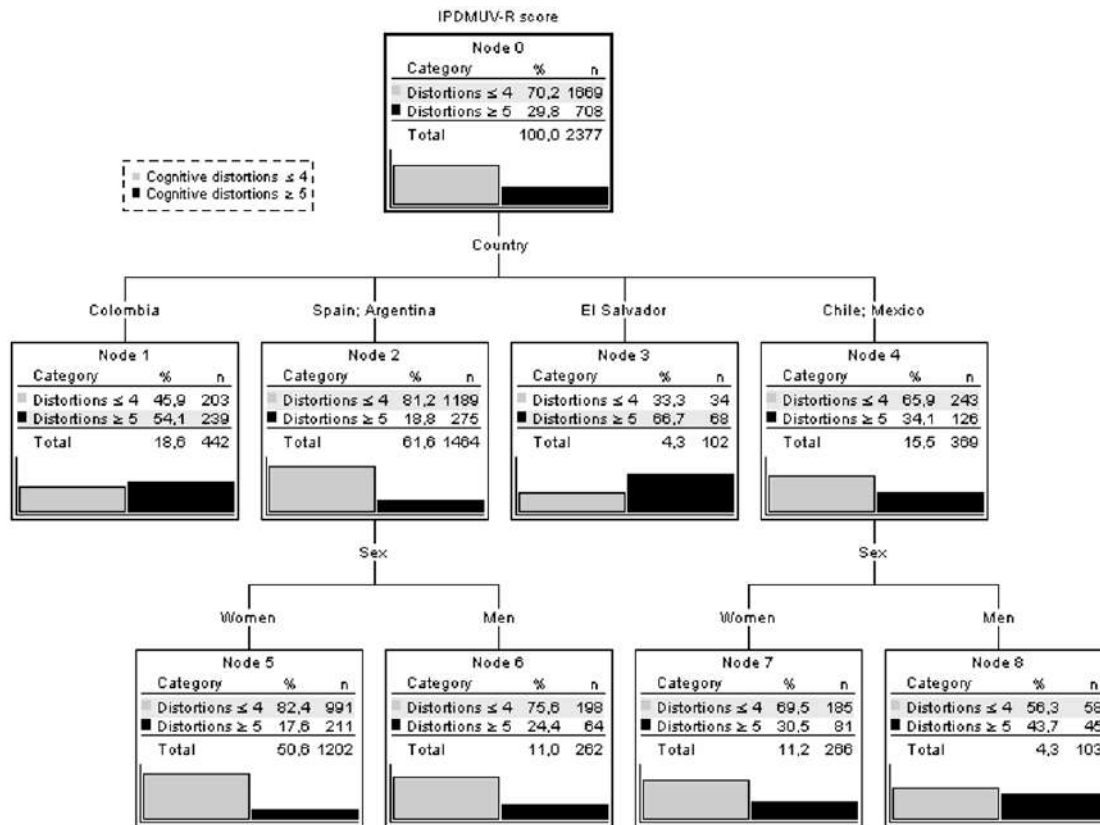 IPDMUV-R score
Node 0
Category % n
Distortions ≤ 4 70,2 1669
Distortions ≥ 5 29,8 708
Total 100,0 2377
Cognitive distortions ≤ 4
Cognitive distortions ≥ 5
Country
Colombia
Spain; Argentina
El Salvador
Chile; Mexico
Node 1
Category % n
Distortions ≤ 4 45,9 203
Distortions ≥ 5 54,1 239
Total 18,6 442
Node 2
Category % n
Distortions ≤ 4 81,2 1189
Distortions ≥ 5 18,8 275
Total 61,6 1464
Node 3
Category % n
Distortions ≤ 4 33,3 34
Distortions ≥ 5 66,7 68
Total 4,3 102
Node 4
Category % n
Distortions ≤ 4 65,9 243
Distortions ≥ 5 34,1 126
Total 15,5 369
Sex
Sex
Women
Men
Women
Men
Node 5
Category % n
Distortions ≤ 4 82,4 991
Distortions ≥ 5 17,6 211
Total 50,6 1202
Node 6
Category % n
Distortions ≤ 4 75,6 198
Distortions ≥ 5 24,4 64
Total 11,0 262
Node 7
Category % n
Distortions ≤ 4 69,5 185
Distortions ≥ 5 30,5 81
Total 11,2 266
Node 8
Category % n
Distortions ≤ 4 56,3 58
Distortions ≥ 5 43,7 45
Total 4,3 103